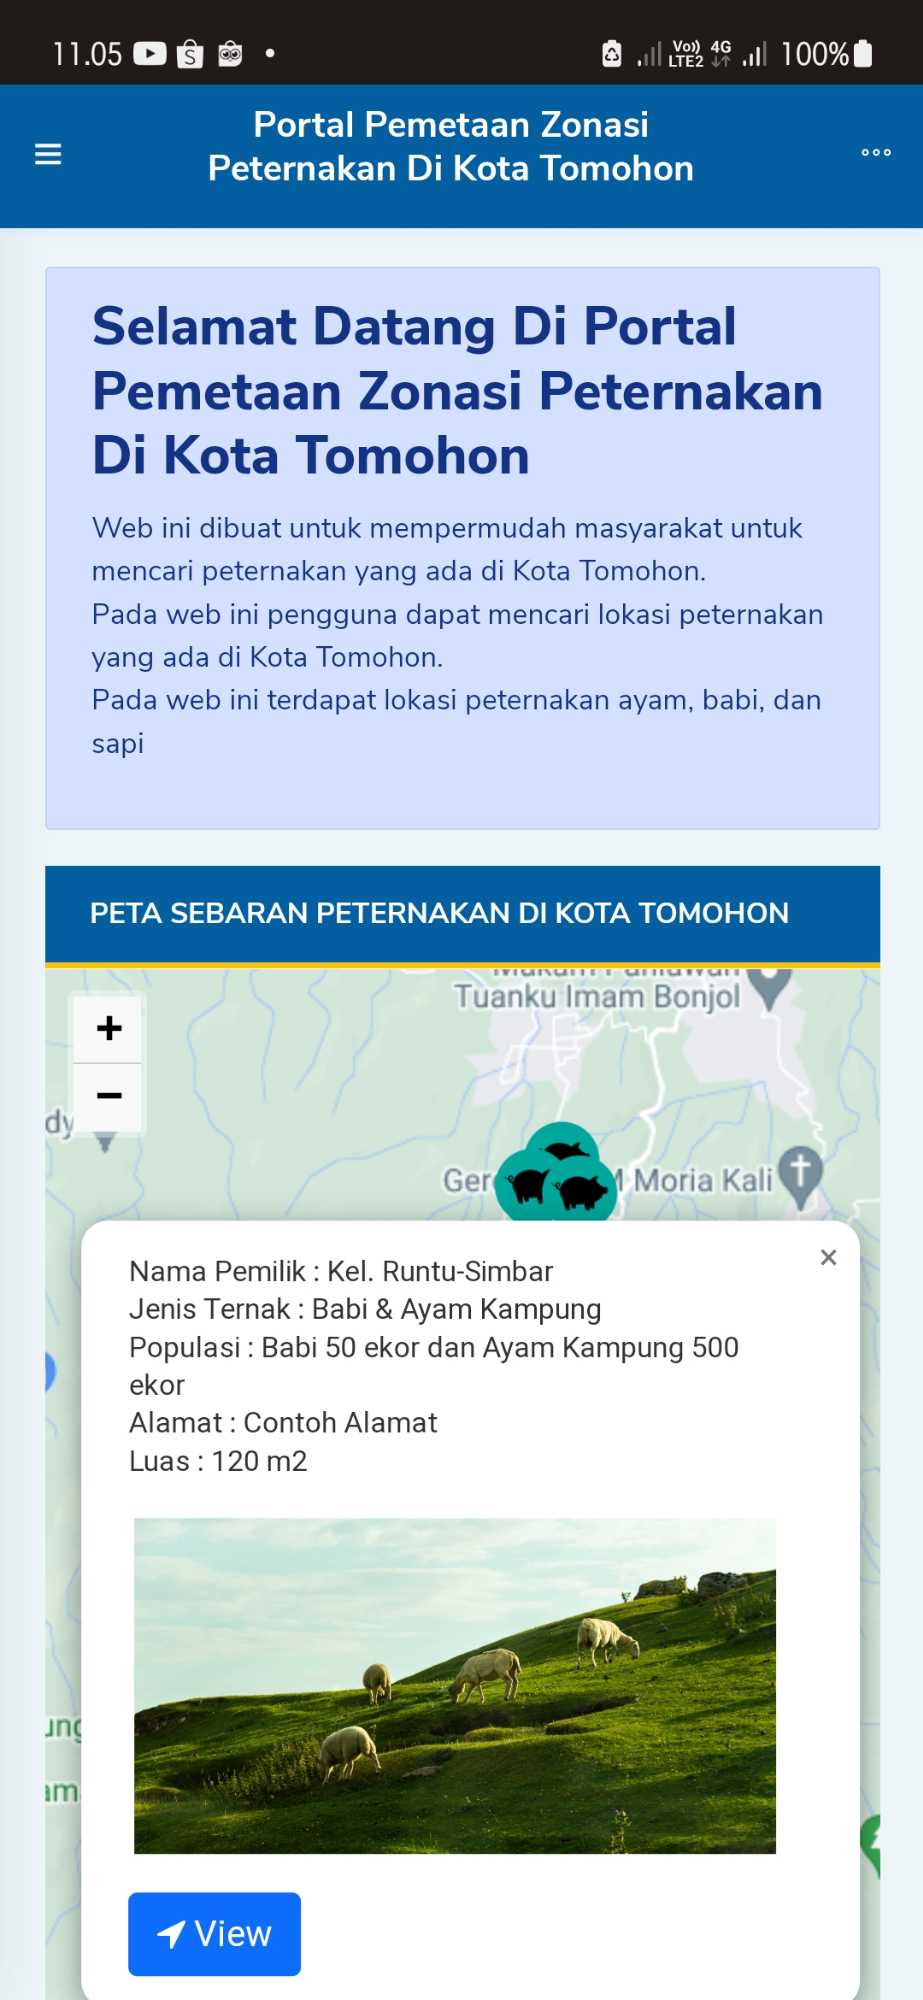 11.05
Vo)) 4G
LTE2
100%
Portal Pemetaan Zonasi
Peternakan Di Kota Tomohon
Selamat Datang Di Portal
Pemetaan Zonasi Peternakan
Di Kota Tomohon
Web ini dibuat untuk mempermudah masyarakat untuk
mencari peternakan yang ada di Kota Tomohon.
Pada web ini pengguna dapat mencari lokasi peternakan
yang ada di Kota Tomohon.
Pada web ini terdapat lokasi peternakan ayam, babi, dan
sapi
PETA SEBARAN PETERNAKAN DI KOTA TOMOHON
+
−
Tuanku Imam Bonjol
dy
Ger
Moria Kali
×
Nama Pemilik : Kel. Runtu-Simbar
Jenis Ternak : Babi & Ayam Kampung
Populasi : Babi 50 ekor dan Ayam Kampung 500
ekor
Alamat : Contoh Alamat
Luas : 120 m2
View